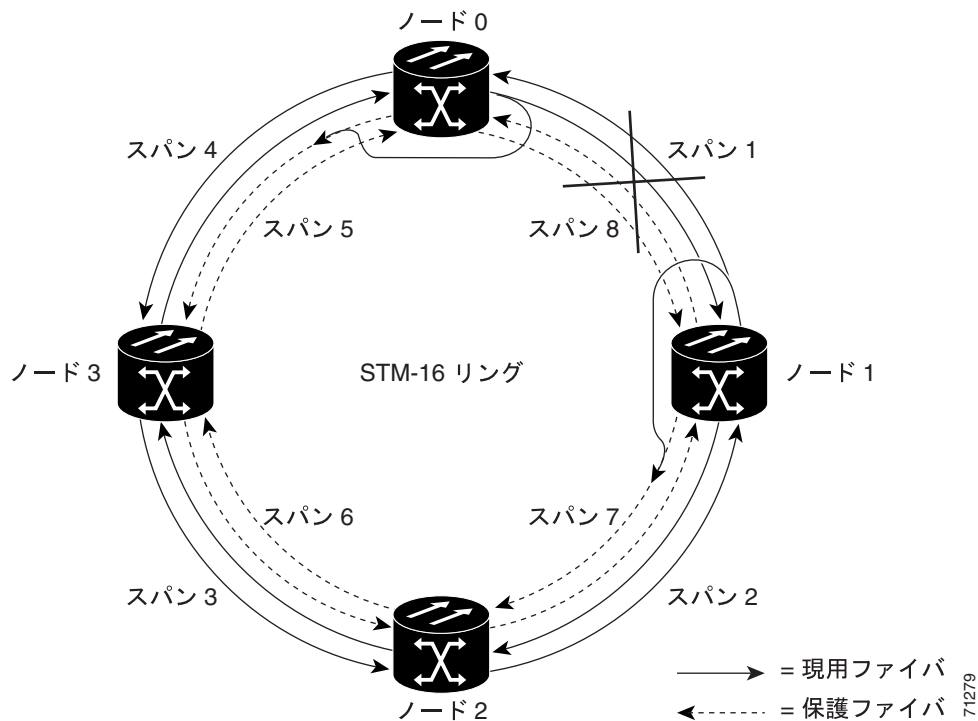 ノード 0
スパン 4
スパン 1
スパン 5
スパン 8
ノード 3
STM-16 リング
ノード 1
スパン 6
スパン 7
スパン 3
スパン 2
ノード 2
= 現用ファイバ
= 保護ファイバ
71279